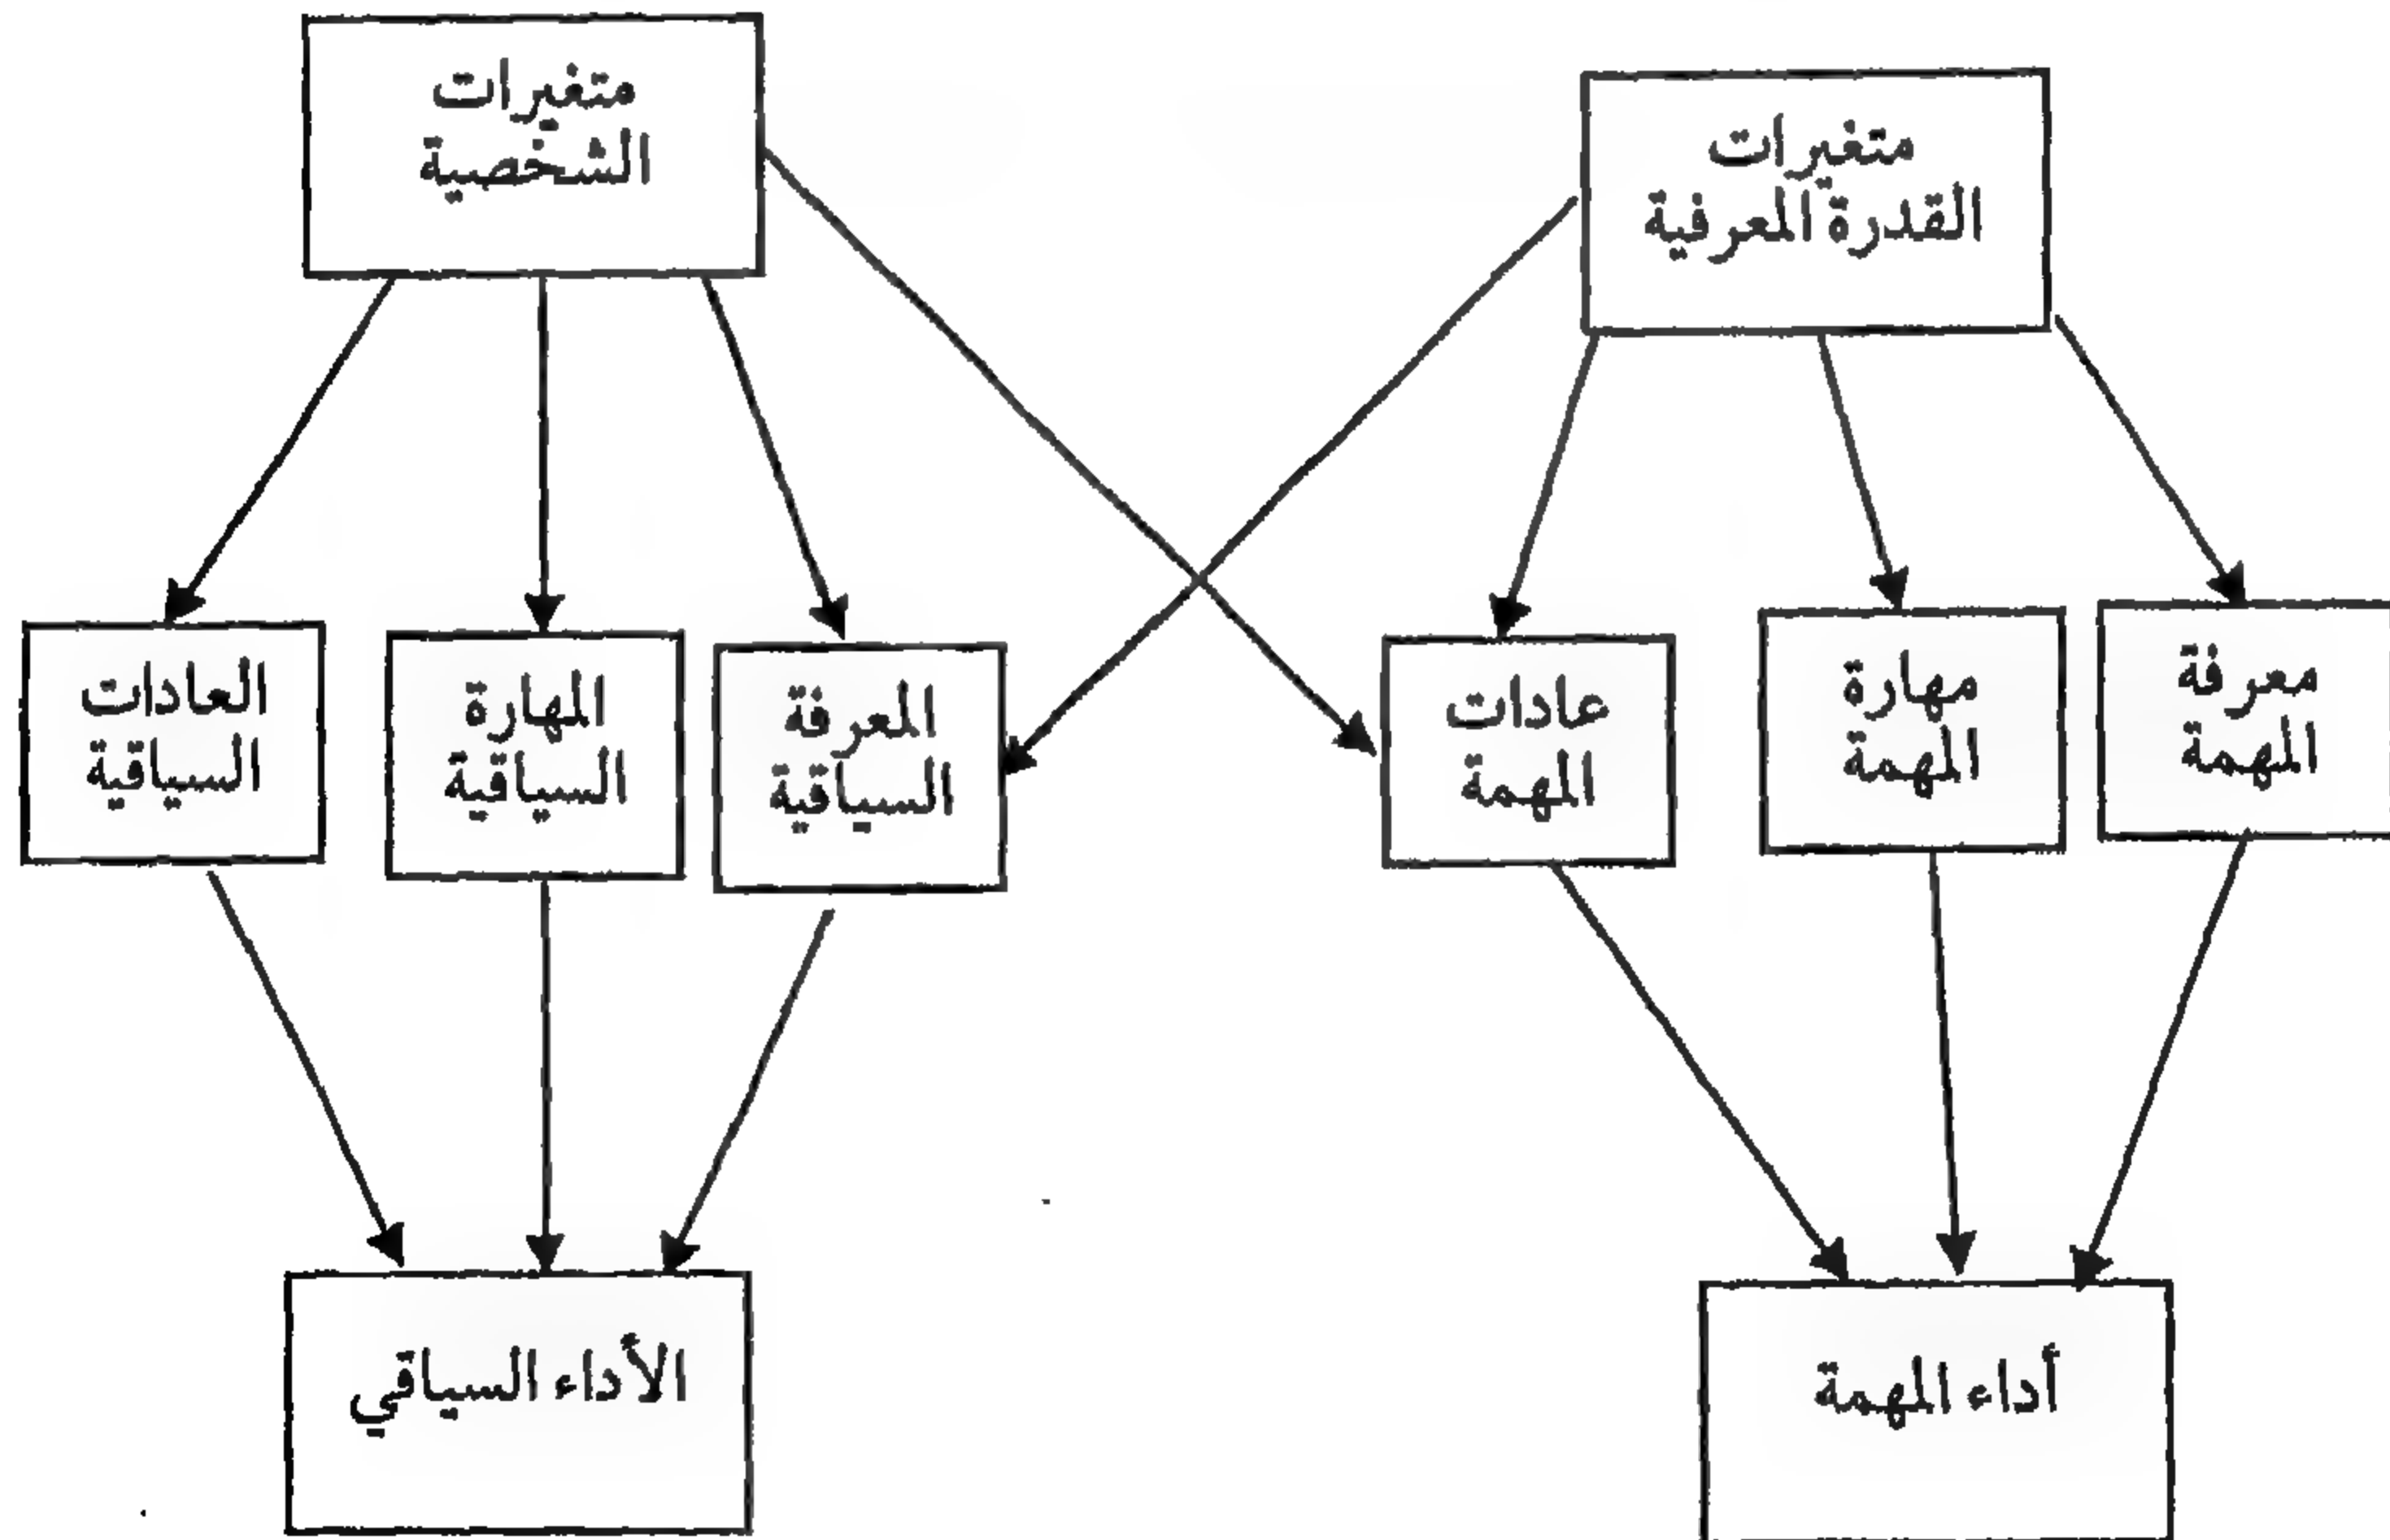 متغيرات
القدرة المعرفية
متغيرات
الشخصية
معرفة
المهمة
مهارة
المهمة
عادات
المهمة
المعرفة
السياقية
المهارة
السياقية
العادات
السياقية
أداء المهمة
الأداء السياقي